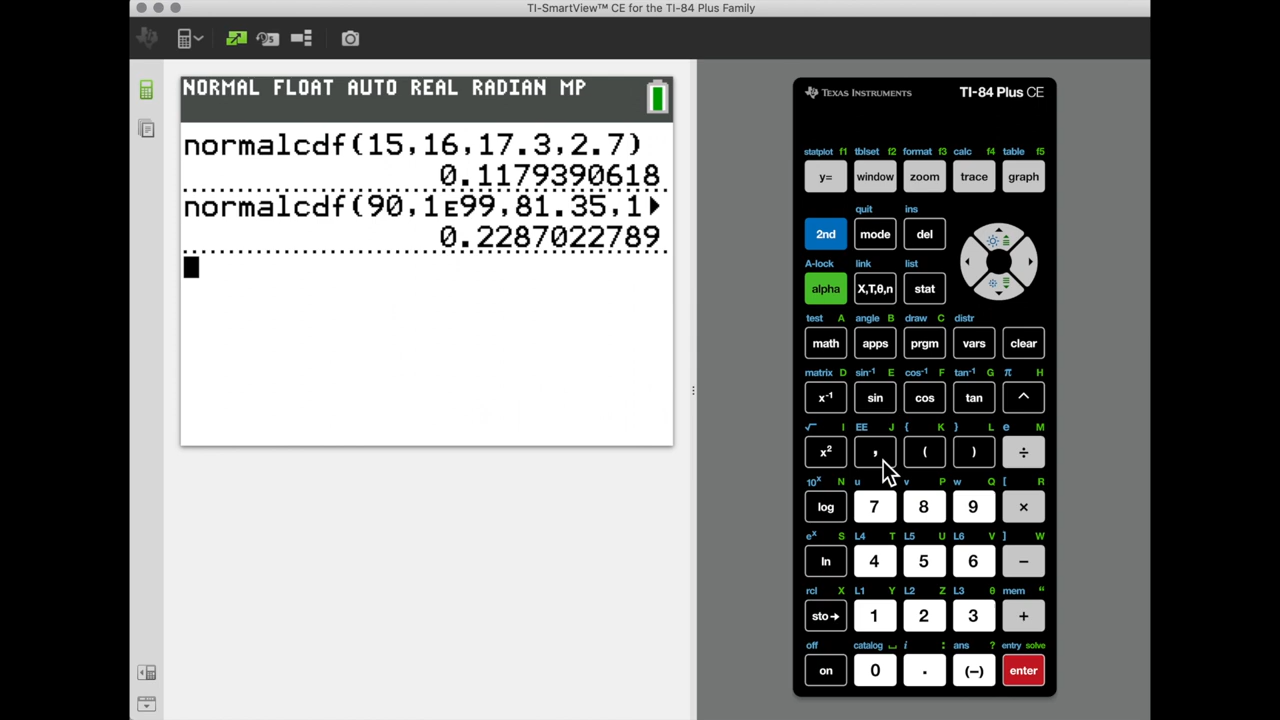 TI-SmartView™ CE for the TI-84 Plus Family
NORMAL FLOAT AUTO REAL RADIAN MP
normalcdf(15,16,17.3,2.7)
0.1179390618
normalcdf(90,1ᴇ99,81.35,1
0.2287022789
TEXAS INSTRUMENTS TI-84 Plus CE
statplot f1 tblset f2 format f3 calc f4 table f5
y= window zoom trace graph
quit ins
2nd mode del
A-lock link list
alpha X,T,θ,n stat
test A angle B draw C distr
math apps prgm vars clear
matrix D sin⁻¹ E cos⁻¹ F tan⁻¹ G π H
x⁻¹ sin cos tan ^
√ I EE J { K } L e M
x² , ( ) ÷
10ˣ N u O v P w Q [ R
log 7 8 9 ×
eˣ S L4 T L5 U L6 V ] W
ln 4 5 6 −
rcl X L1 Y L2 Z L3 θ mem “
sto→ 1 2 3 +
off catalog ␣ i : ans ? entry solve
on 0 . (−) enter